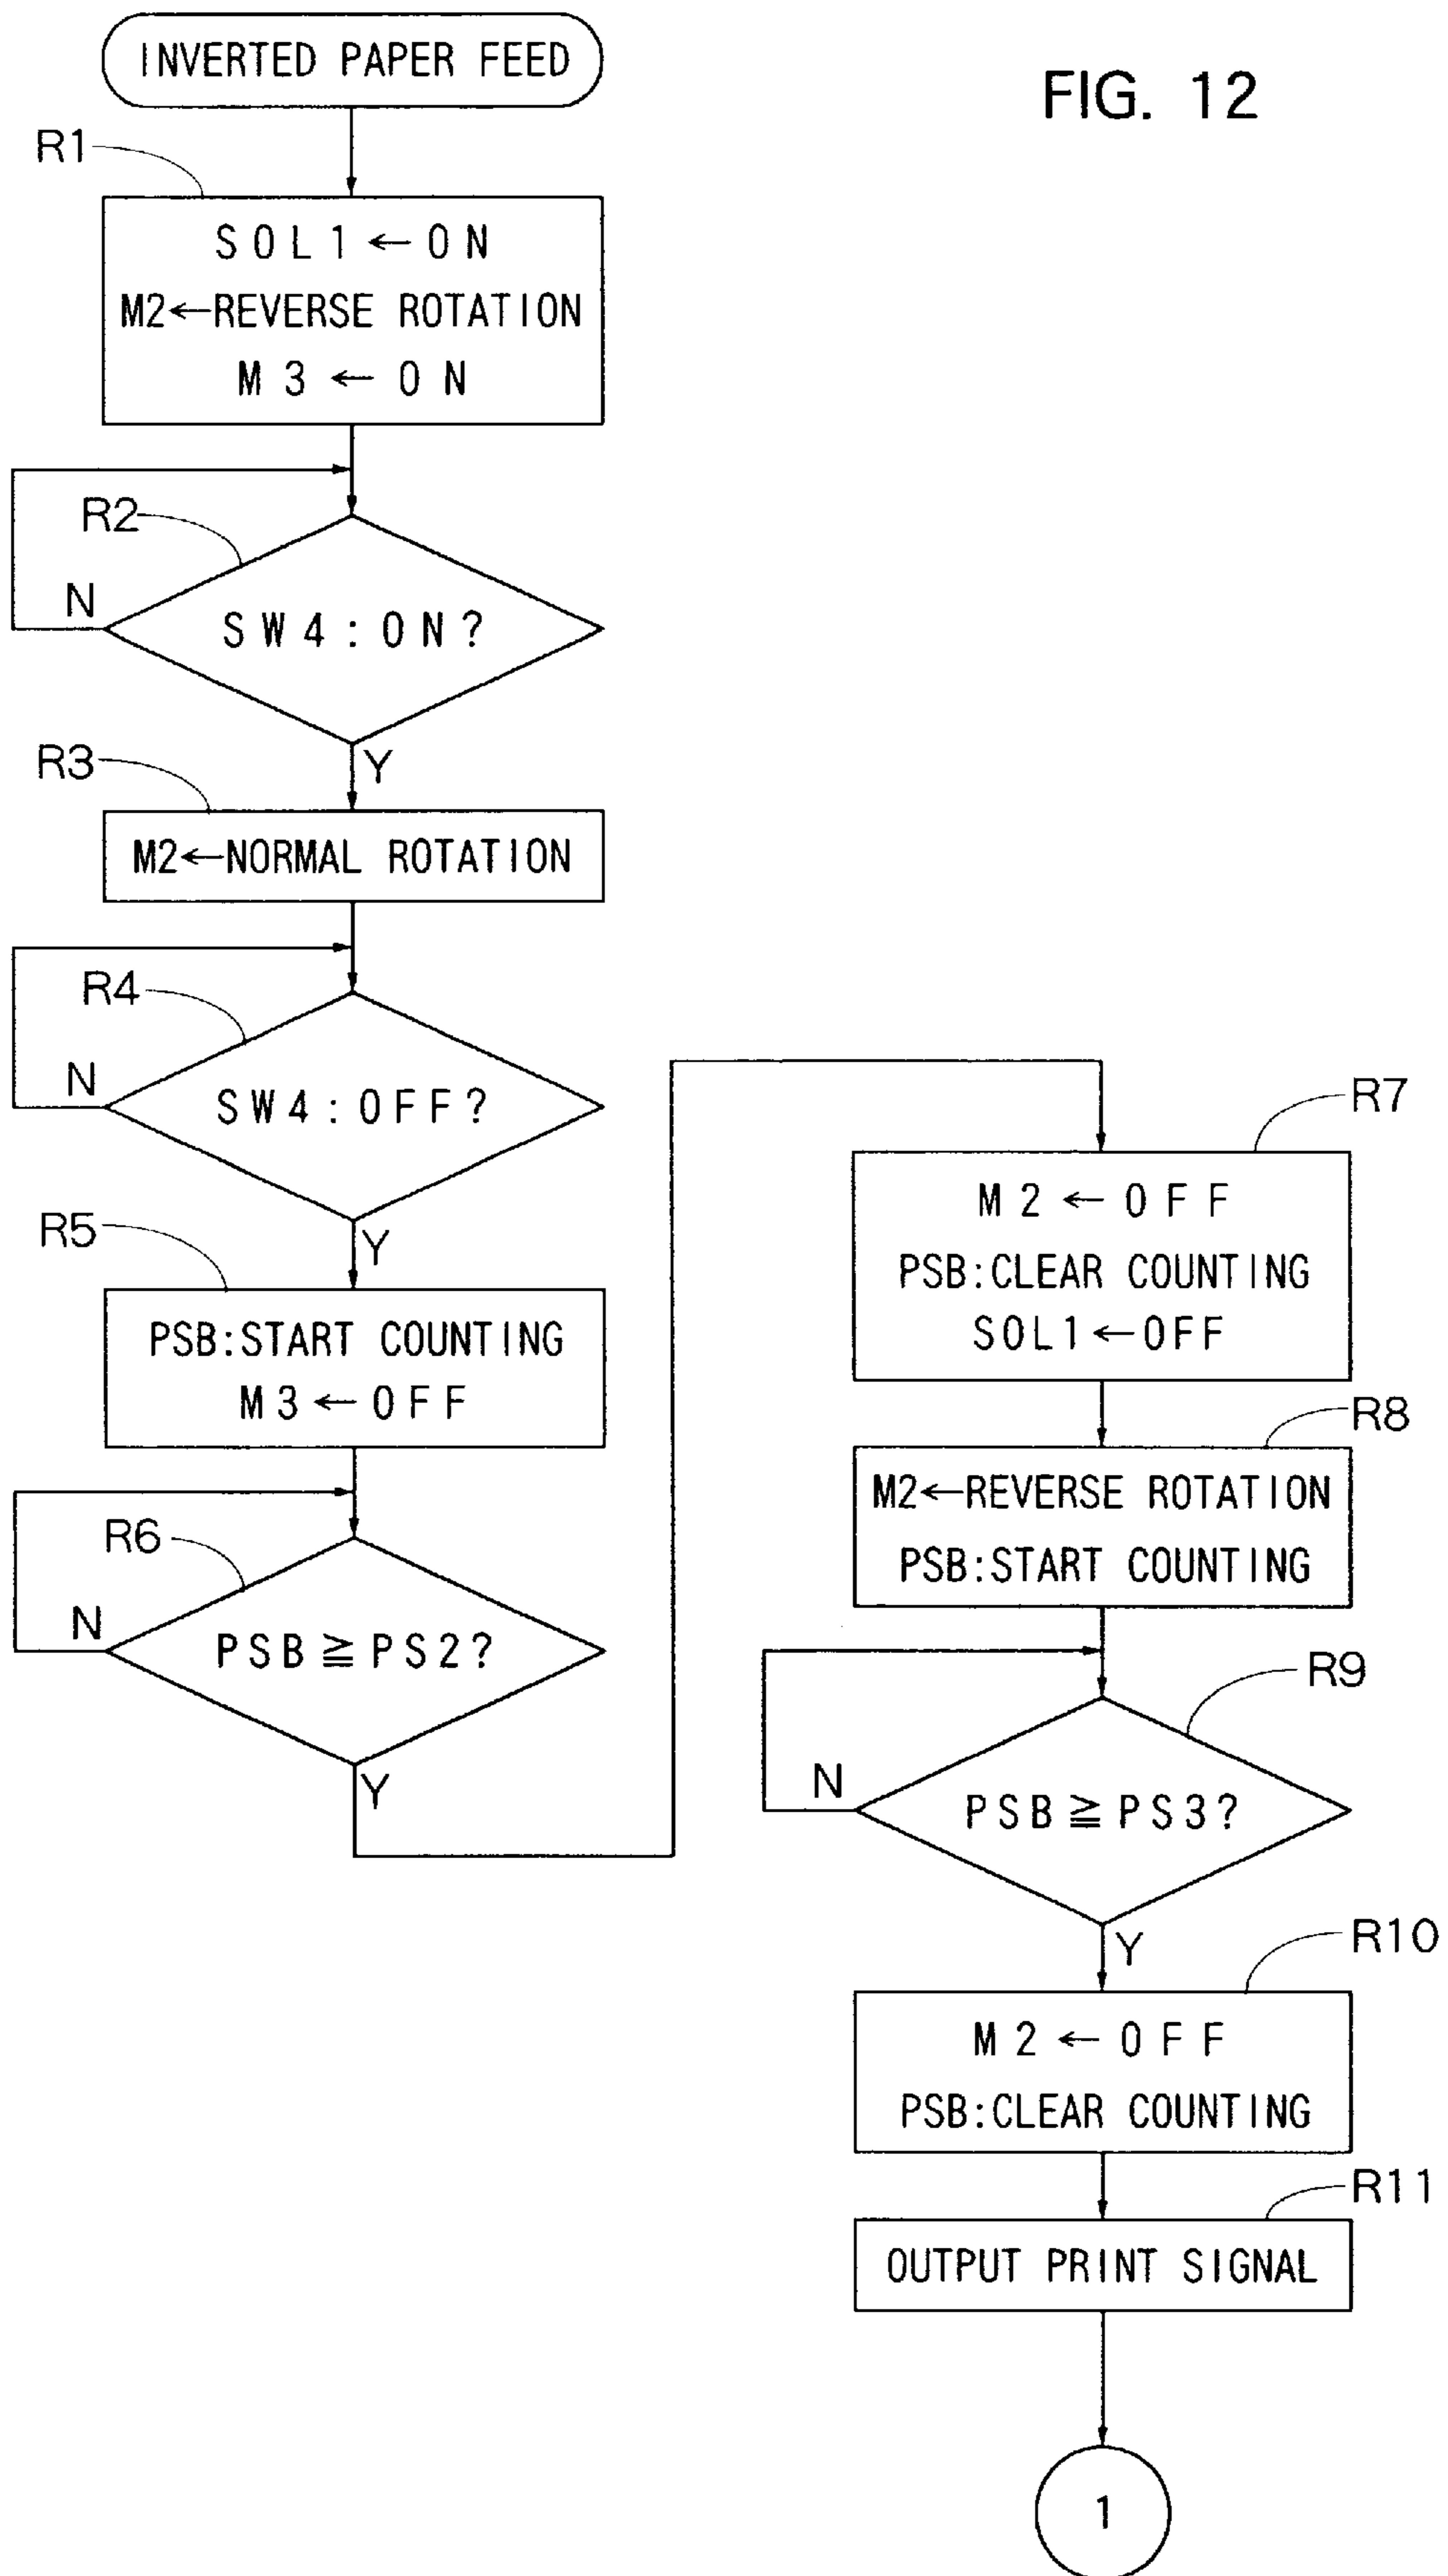 INVERTED PAPER FEED
FIG. 12
R1
SOL1←ON
M2←REVERSE ROTATION
M3←ON
R2
N
SW4:ON?
Y
R3
M2←NORMAL ROTATION
R4
N
SW4:OFF?
Y
R5
PSB:START COUNTING
M3←OFF
R6
N
PSB≧PS2?
Y
R7
M2←OFF
PSB:CLEAR COUNTING
SOL1←OFF
R8
M2←REVERSE ROTATION
PSB:START COUNTING
R9
N
PSB≧PS3?
Y
R10
M2←OFF
PSB:CLEAR COUNTING
R11
OUTPUT PRINT SIGNAL
1